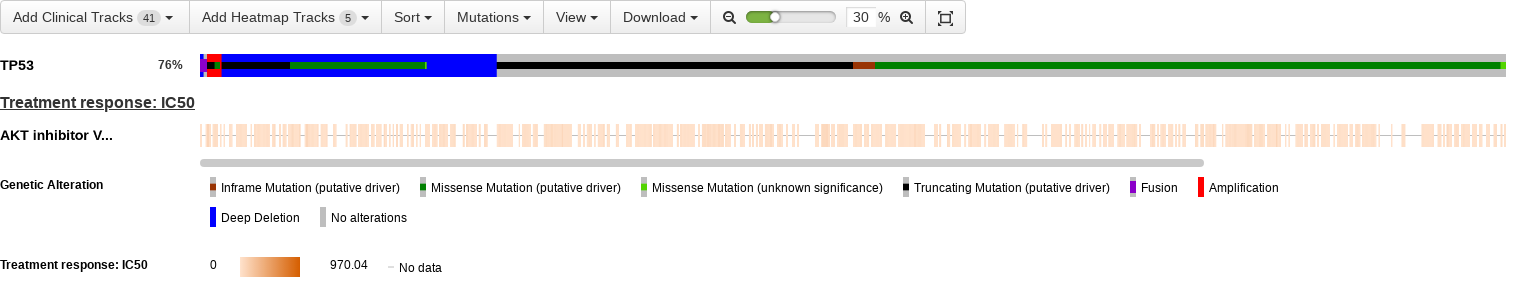 Add Clinical Tracks 41 Add Heatmap Tracks 5 Sort Mutations View Download 30 %
TP53 76%
Treatment response: IC50
AKT inhibitor V...
Genetic Alteration Inframe Mutation (putative driver) Missense Mutation (putative driver) Missense Mutation (unknown significance) Truncating Mutation (putative driver) Fusion Amplification
Deep Deletion No alterations
Treatment response: IC50 0 970.04 No data